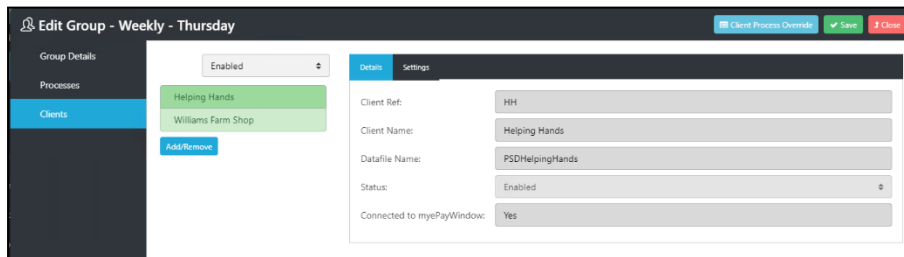 Edit Group - Weekly - Thursday
Client Process Override
Save
Close
Group Details
Processes
Clients
Enabled
Helping Hands
Williams Farm Shop
Add/Remove
Details
Settings
Client Ref:
HH
Client Name:
Helping Hands
Datafile Name:
PSDHelpingHands
Status:
Enabled
Connected to myePayWindow:
Yes